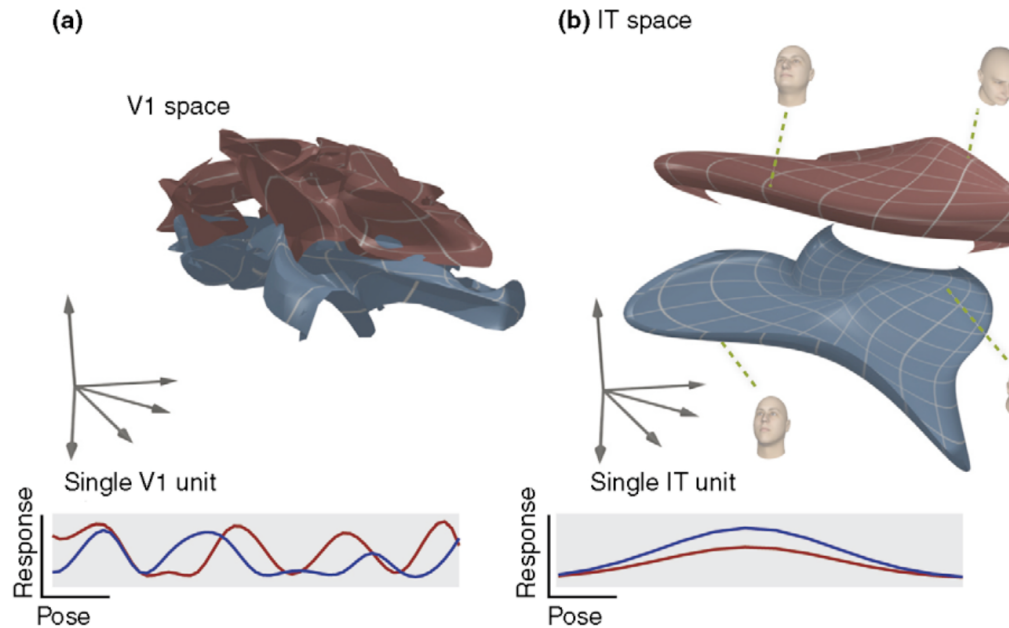 (a)
(b) IT space
V1 space
Single V1 unit
Single IT unit
Response
Pose
Response
Pose